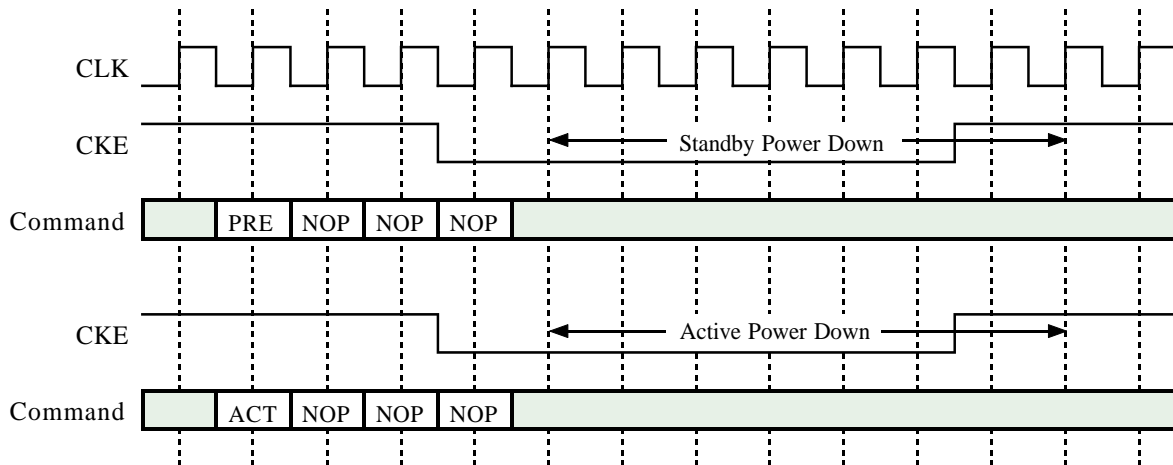 CLK
CKE
Standby Power Down
Command
PRE NOP NOP NOP
CKE
Active Power Down
Command
ACT NOP NOP NOP